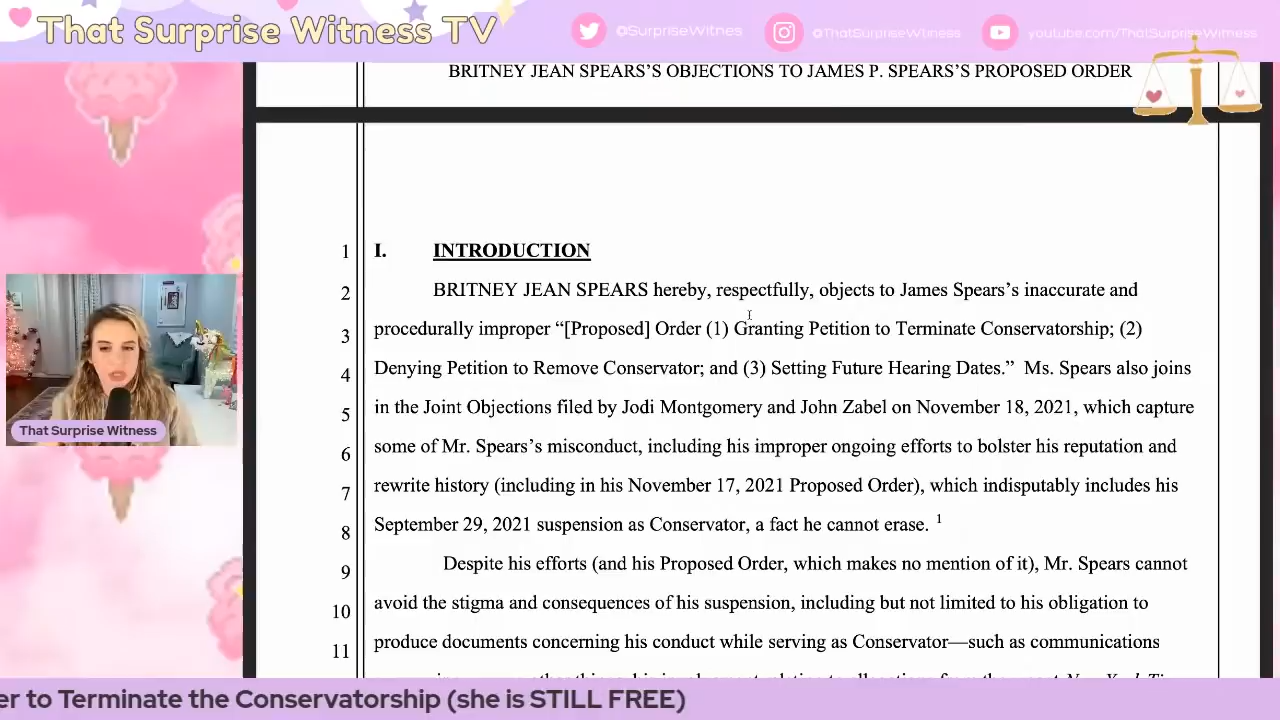 That Surprise Witness TV
@SurpriseWitnes
@ThatSurpriseWitness
youtube.com/ThatSurpriseWitness
BRITNEY JEAN SPEARS'S OBJECTIONS TO JAMES P. SPEARS'S PROPOSED ORDER
1 I. INTRODUCTION
2 BRITNEY JEAN SPEARS hereby, respectfully, objects to James Spears's inaccurate and
3 procedurally improper “[Proposed] Order (1) Granting Petition to Terminate Conservatorship; (2)
4 Denying Petition to Remove Conservator; and (3) Setting Future Hearing Dates.” Ms. Spears also joins
5 in the Joint Objections filed by Jodi Montgomery and John Zabel on November 18, 2021, which capture
6 some of Mr. Spears's misconduct, including his improper ongoing efforts to bolster his reputation and
7 rewrite history (including in his November 17, 2021 Proposed Order), which indisputably includes his
8 September 29, 2021 suspension as Conservator, a fact he cannot erase. 1
9 Despite his efforts (and his Proposed Order, which makes no mention of it), Mr. Spears cannot
10 avoid the stigma and consequences of his suspension, including but not limited to his obligation to
11 produce documents concerning his conduct while serving as Conservator—such as communications
That Surprise Witness
er to Terminate the Conservatorship (she is STILL FREE)